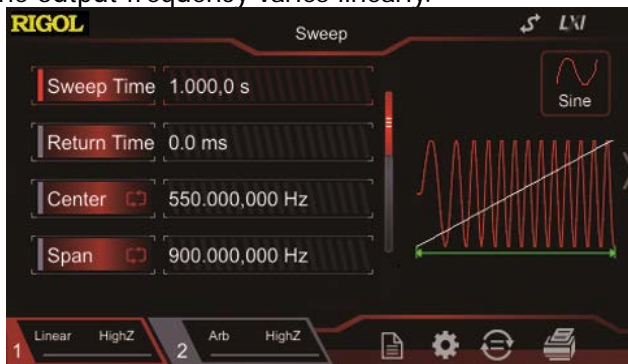 ne output frequency varies linearly.
RIGOL
Sweep
LXI
Sweep Time 1.000,0 s
Sine
Return Time 0.0 ms
Center 550.000,000 Hz
Span 900.000,000 Hz
1 Linear HighZ
2 Arb HighZ